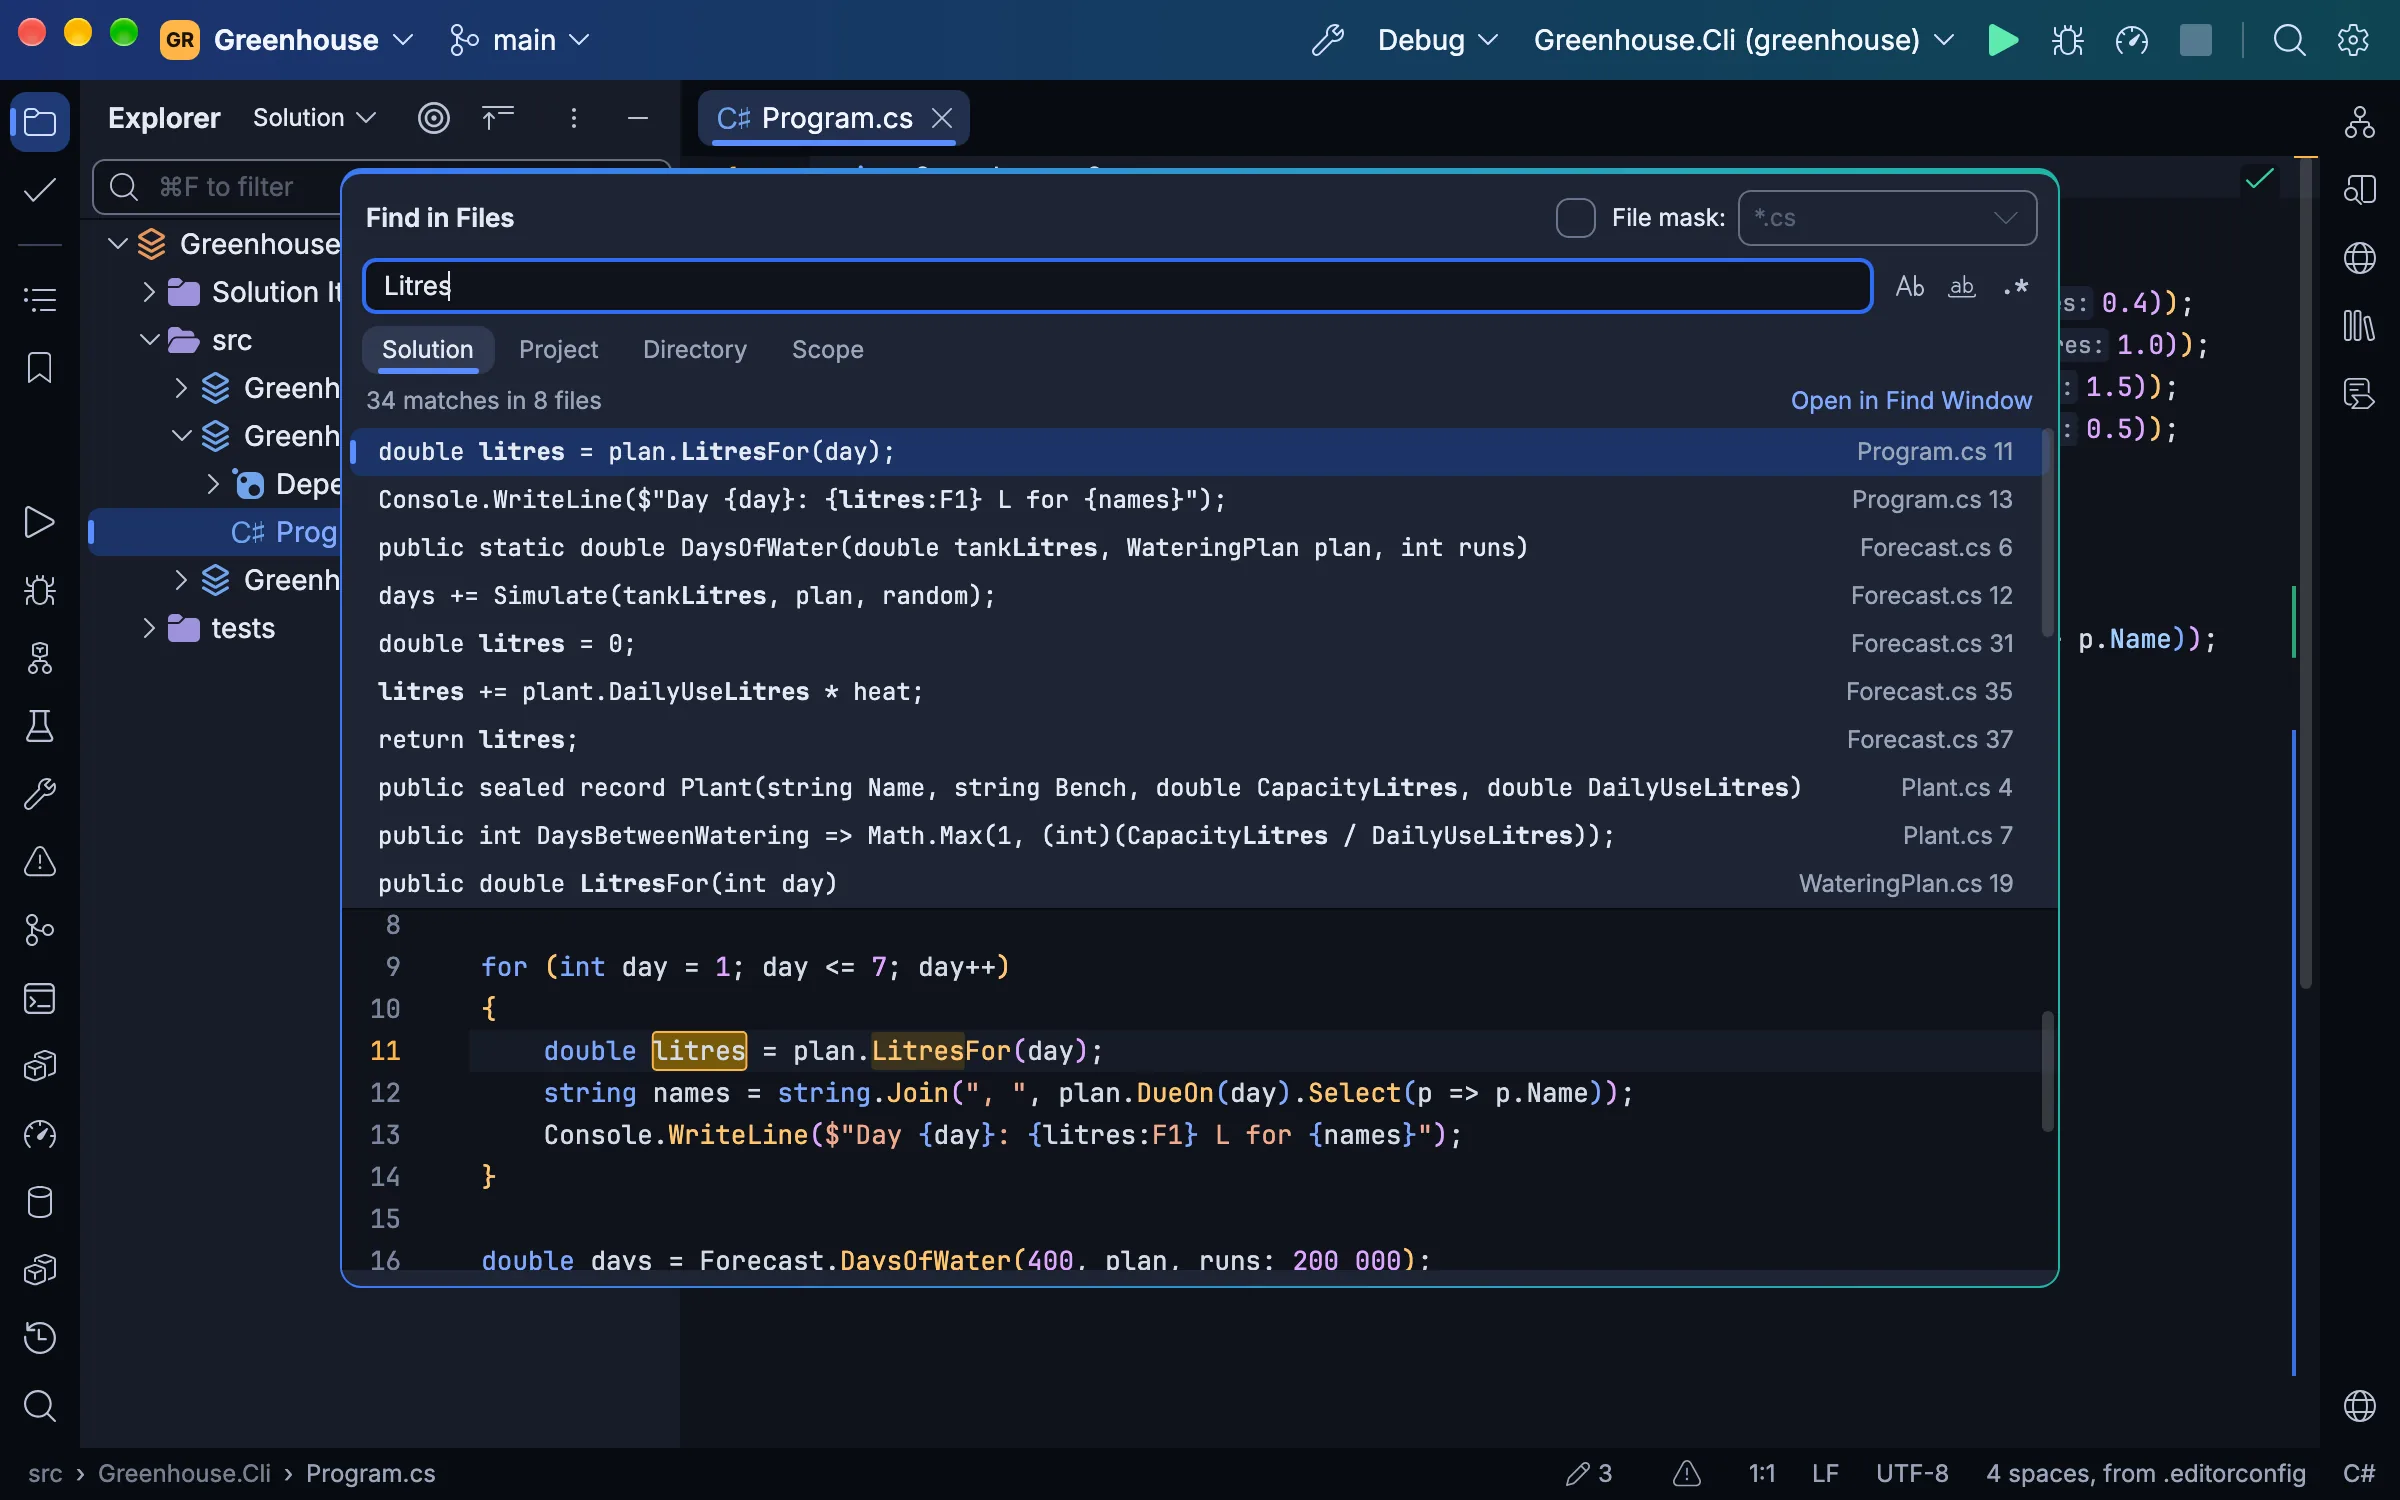 GR Greenhouse main Debug Greenhouse.Cli (greenhouse)
Explorer Solution C# Program.cs
⌘F to filter
Greenhouse
Solution
src
C#
tests
Find in Files File mask: *.cs
Litres Ab ab .*
Solution Project Directory Scope
34 matches in 8 files Open in Find Window
double litres = plan.LitresFor(day); Program.cs 11
Console.WriteLine($"Day {day}: {litres:F1} L for {names}"); Program.cs 13
public static double DaysOfWater(double tankLitres, WateringPlan plan, int runs) Forecast.cs 6
days += Simulate(tankLitres, plan, random); Forecast.cs 12
double litres = 0; Forecast.cs 31
litres += plant.DailyUseLitres * heat; Forecast.cs 35
return litres; Forecast.cs 37
public sealed record Plant(string Name, string Bench, double CapacityLitres, double DailyUseLitres) Plant.cs 4
public int DaysBetweenWatering => Math.Max(1, (int)(CapacityLitres / DailyUseLitres)); Plant.cs 7
public double LitresFor(int day) WateringPlan.cs 19
8
9 for (int day = 1; day <= 7; day++)
10 {
11 double litres = plan.LitresFor(day);
12 string names = string.Join(", ", plan.DueOn(day).Select(p => p.Name));
13 Console.WriteLine($"Day {day}: {litres:F1} L for {names}");
14 }
15
16 double days = Forecast.DaysOfWater(400, plan, runs: 200_000);
0.4));
1.0));
: 1.5));
: 0.5));
p.Name));
src › Greenhouse.Cli › Program.cs 3 1:1 LF UTF-8 4 spaces, from .editorconfig C#